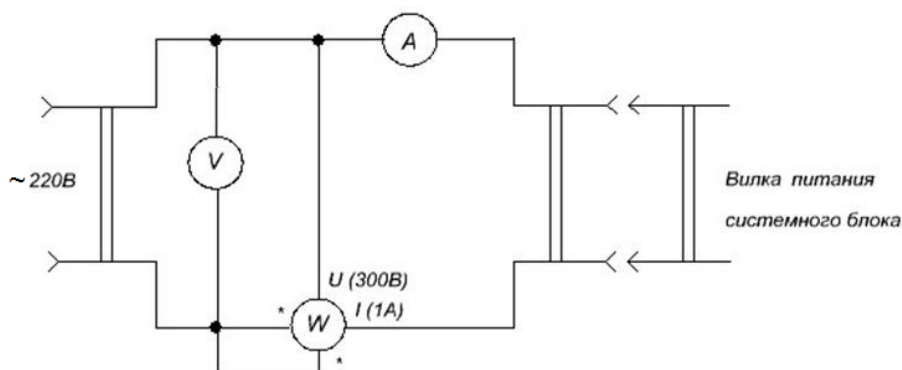 A
V
~ 220В
Вилка питания
системного блока
U (300В)
* I (1А)
W
*